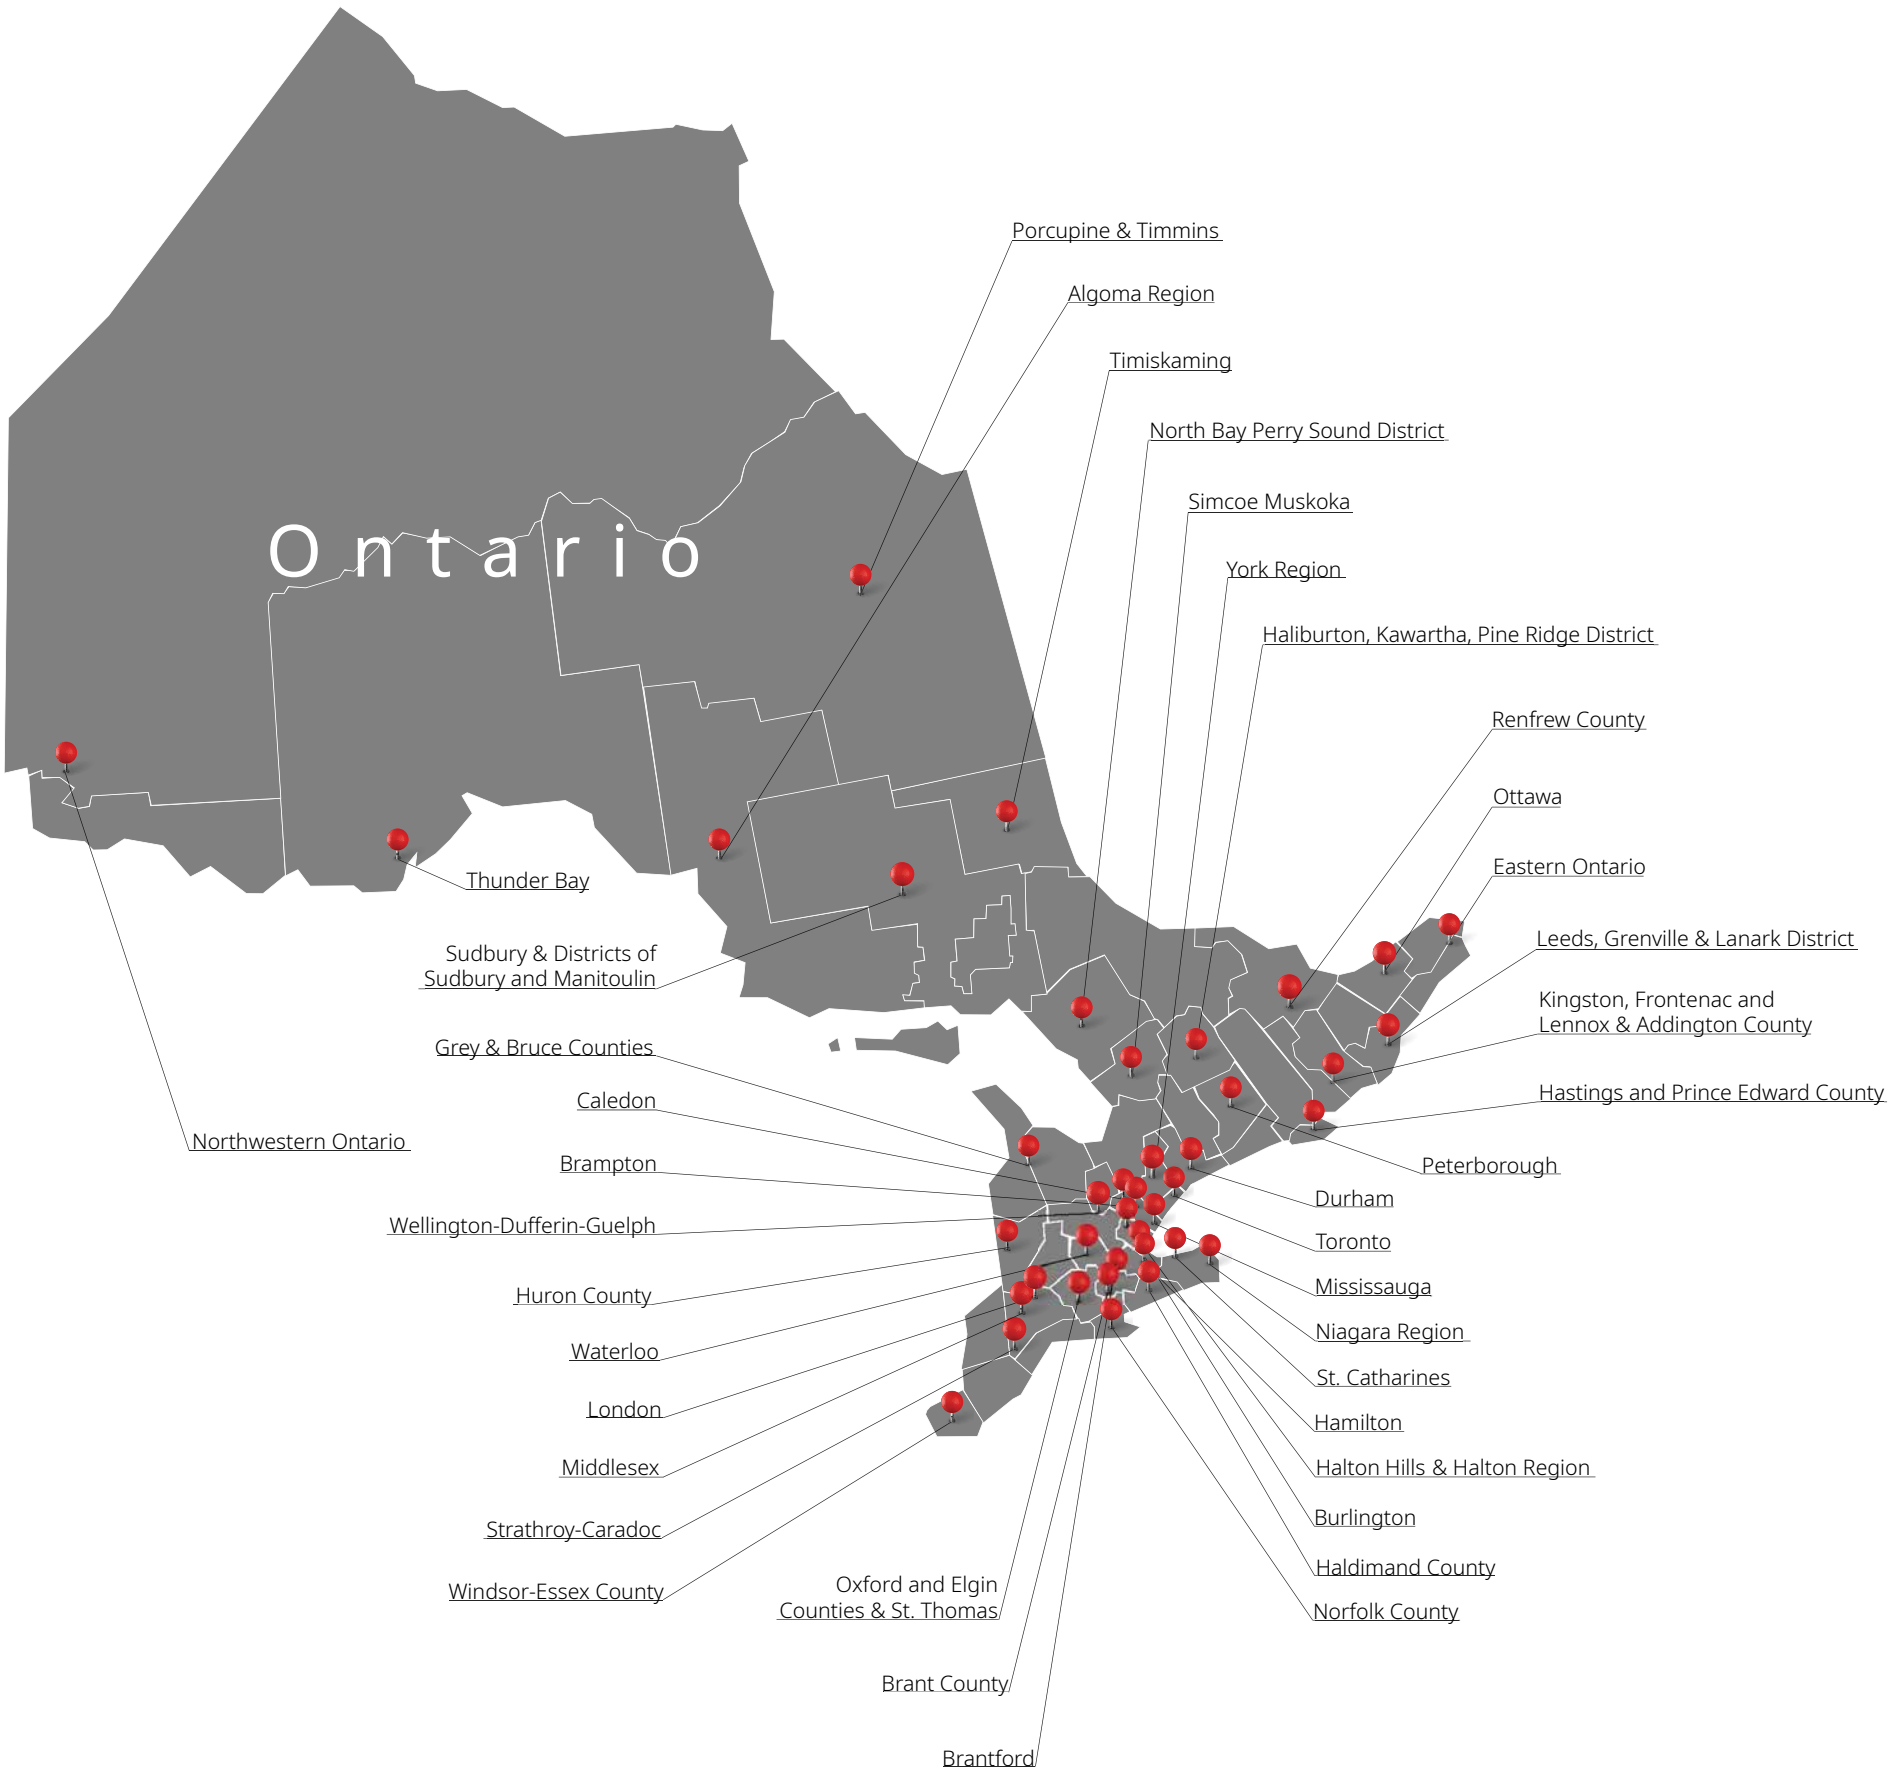 Porcupine & Timmins
Algoma Region
Timiskaming
North Bay Perry Sound District
Simcoe Muskoka
Ontario
York Region
Haliburton, Kawartha, Pine Ridge District
Renfrew County
Ottawa
Eastern Ontario
Thunder Bay
Leeds, Grenville & Lanark District
Sudbury & Districts of
Sudbury and Manitoulin
Kingston, Frontenac and
Lennox & Addington County
Grey & Bruce Counties
Hastings and Prince Edward County
Caledon
Northwestern Ontario
Brampton
Peterborough
Durham
Wellington-Dufferin-Guelph
Toronto
Mississauga
Huron County
Niagara Region
Waterloo
St. Catharines
London
Hamilton
Middlesex
Halton Hills & Halton Region
Burlington
Strathroy-Caradoc
Haldimand County
Windsor-Essex County
Oxford and Elgin
Counties & St. Thomas
Norfolk County
Brant County
Brantford